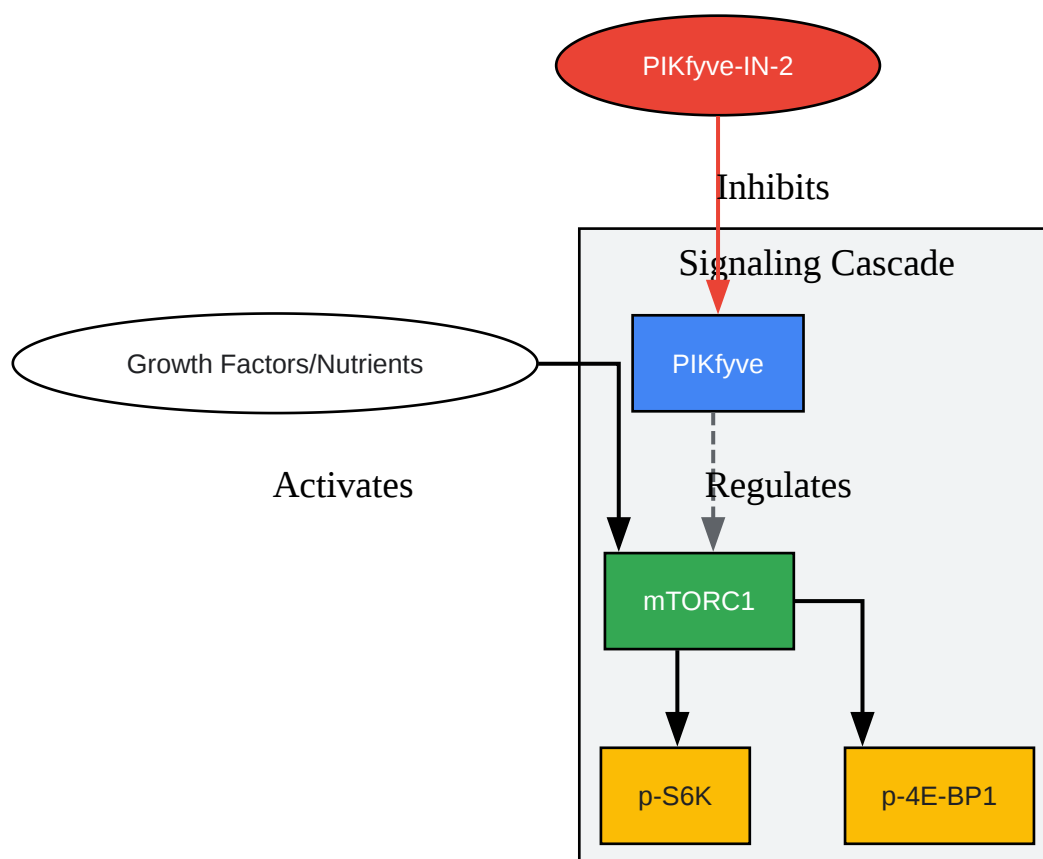 PIKfyve-IN-2
Inhibits
Signaling Cascade
Growth Factors/Nutrients
PIKfyve
Activates
Regulates
mTORC1
p-S6K
p-4E-BP1